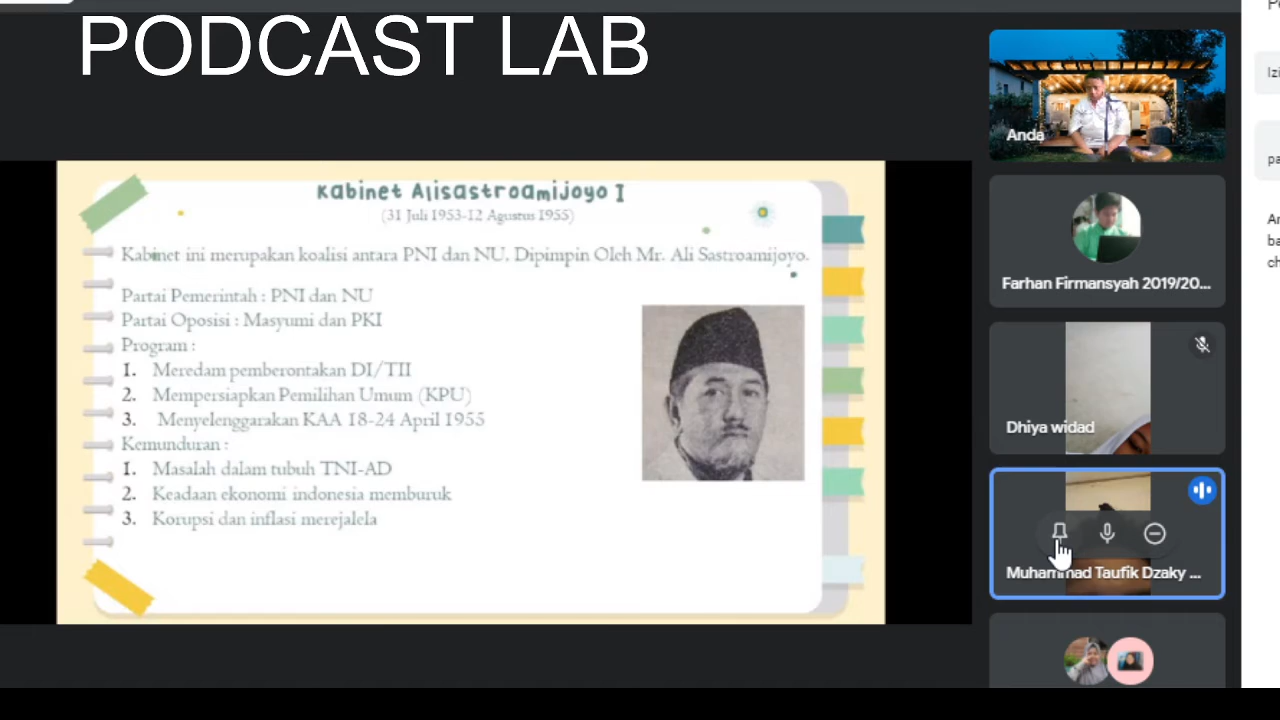 PODCAST LAB
Kabinet Alisastroamijoyo I
(31 Juli 1953-12 Agustus 1955)
Kabinet ini merupakan koalisi antara PNI dan NU. Dipimpin Oleh Mr. Ali Sastroamijoyo.
Partai Pemerintah : PNI dan NU
Partai Oposisi : Masyumi dan PKI
Program :
1. Meredam pemberontakan DI/TII
2. Mempersiapkan Pemilihan Umum (KPU)
3. Menyelenggarakan KAA 18-24 April 1955
Kemunduran :
1. Masalah dalam tubuh TNI-AD
2. Keadaan ekonomi indonesia memburuk
3. Korupsi dan inflasi merejalela
Anda
Farhan Firmansyah 2019/20...
Dhiya widad
Muhammad Taufik Dzaky ...